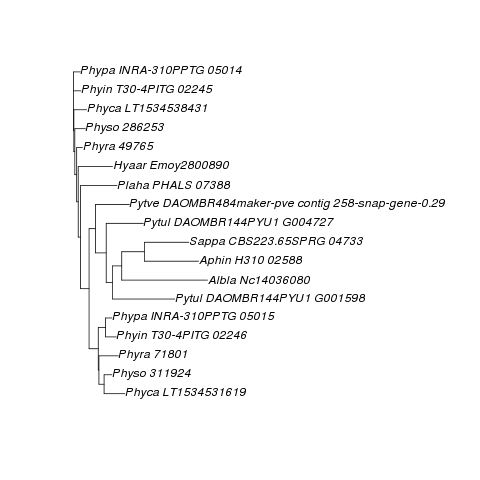 Phypa INRA-310PPTG 05014
Phyin T30-4PITG 02245
Phyca LT1534538431
Physo 286253
Phyra 49765
Hyaar Emoy2800890
Plaha PHALS 07388
Pytve DAOMBR484maker-pve contig 258-snap-gene-0.29
Pytul DAOMBR144PYU1 G004727
Sappa CBS223.65SPRG 04733
Aphin H310 02588
Albla Nc14036080
Pytul DAOMBR144PYU1 G001598
Phypa INRA-310PPTG 05015
Phyin T30-4PITG 02246
Phyra 71801
Physo 311924
Phyca LT1534531619